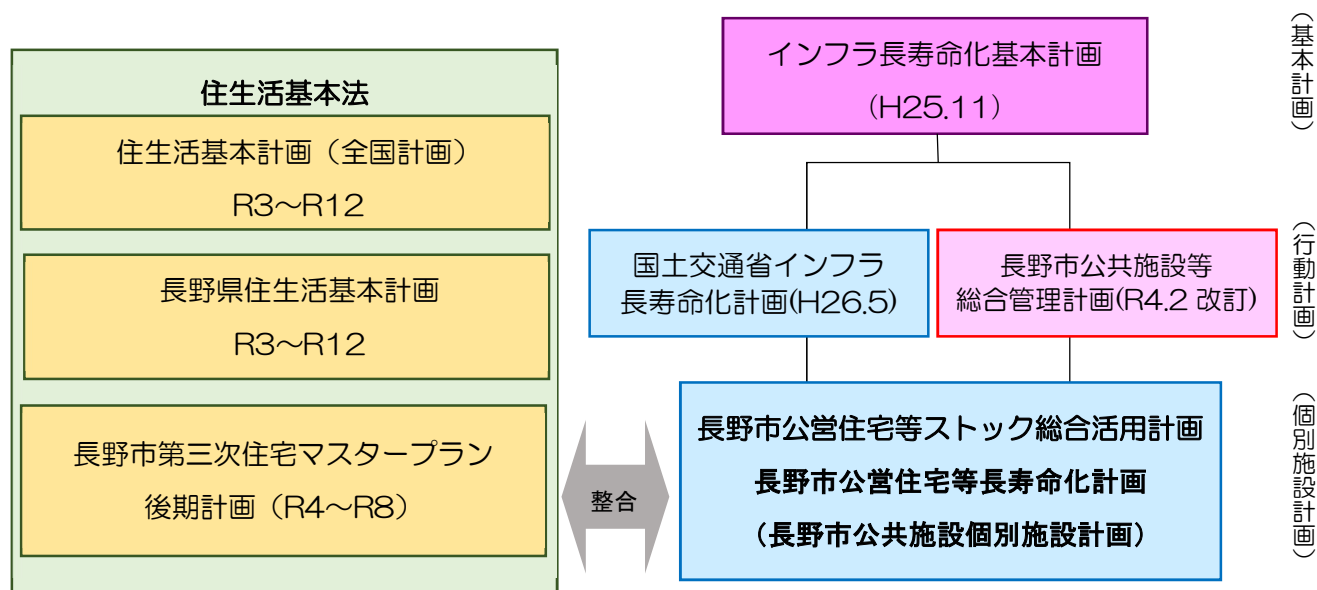 住生活基本法
住生活基本計画（全国計画）
R3～R12
長野県住生活基本計画
R3～R12
長野市第三次住宅マスタープラン
後期計画（R4～R8）
整合
インフラ長寿命化基本計画
（H25.11）
（基本計画）
国土交通省インフラ
長寿命化計画(H26.5)
長野市公共施設等
総合管理計画(R4.2 改訂)
（行動計画）
長野市公営住宅等ストック総合活用計画
長野市公営住宅等長寿命化計画
（長野市公共施設個別施設計画）
（個別施設計画）